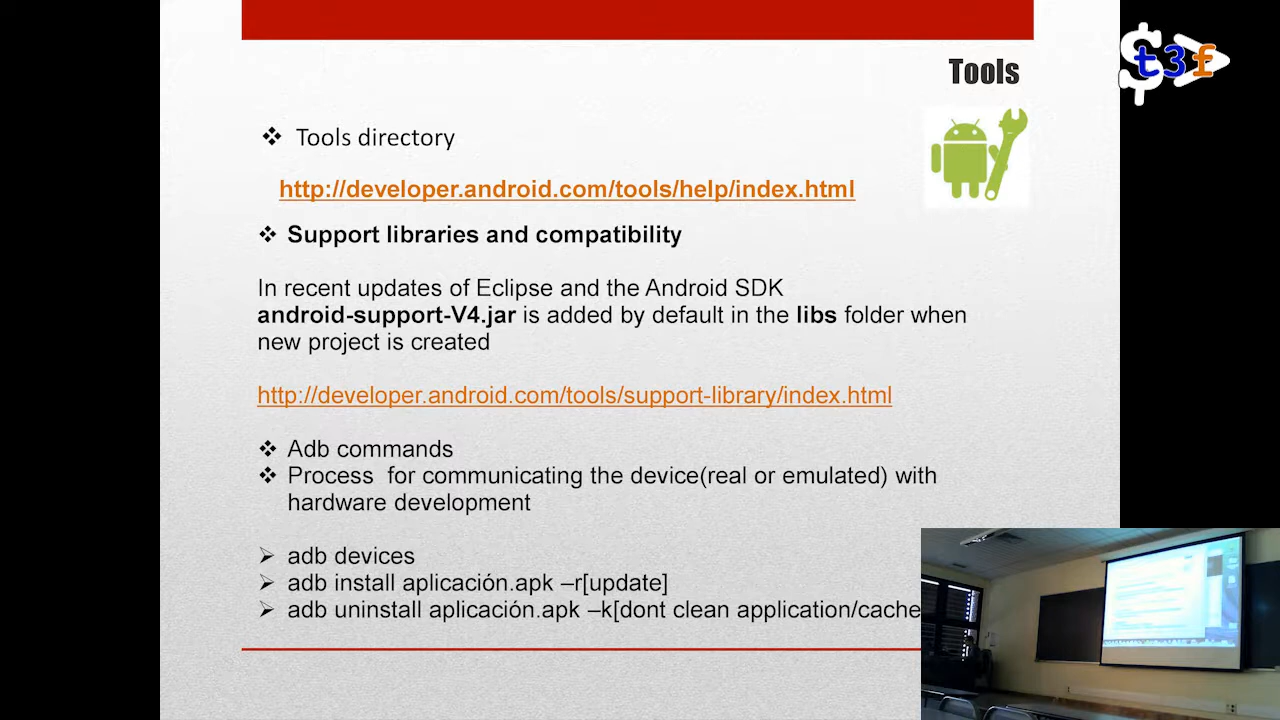 Tools
t3f
Tools directory
http://developer.android.com/tools/help/index.html
Support libraries and compatibility
In recent updates of Eclipse and the Android SDK
android-support-V4.jar is added by default in the libs folder when
new project is created
http://developer.android.com/tools/support-library/index.html
Adb commands
Process for communicating the device(real or emulated) with
hardware development
adb devices
adb install aplicación.apk –r[update]
adb uninstall aplicación.apk –k[dont clean application/cache